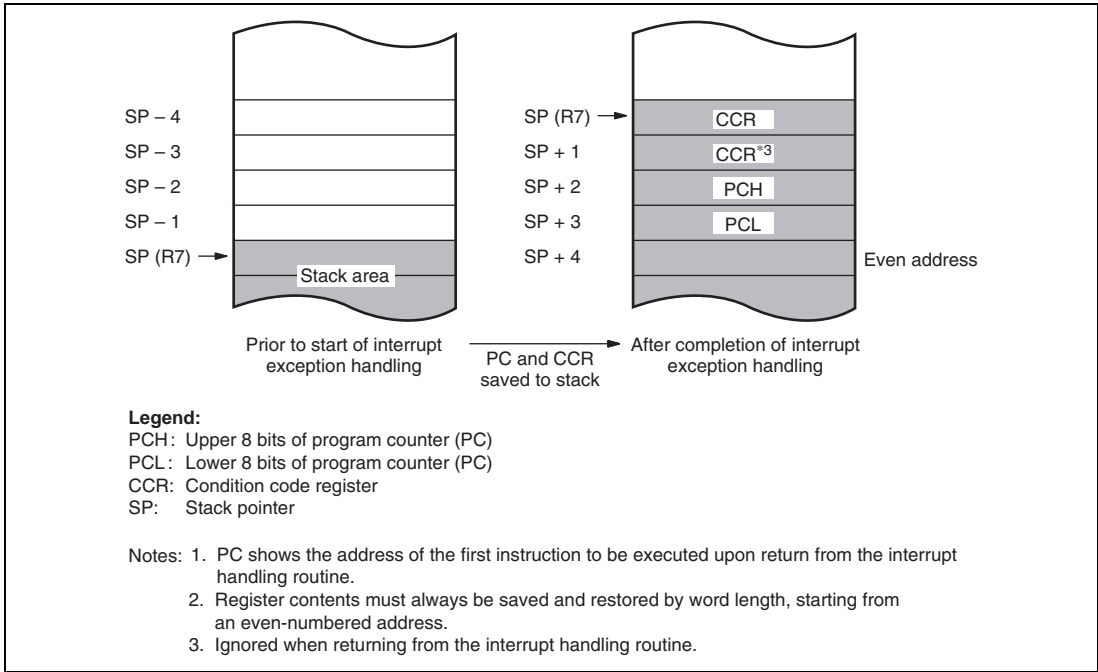 SP – 4
SP – 3
SP – 2
SP – 1
SP (R7)
Stack area
SP (R7)
SP + 1
SP + 2
SP + 3
SP + 4
CCR
CCR*3
PCH
PCL
Even address
Prior to start of interrupt
exception handling
PC and CCR
saved to stack
After completion of interrupt
exception handling
Legend:
PCH: Upper 8 bits of program counter (PC)
PCL: Lower 8 bits of program counter (PC)
CCR: Condition code register
SP: Stack pointer
Notes: 1. PC shows the address of the first instruction to be executed upon return from the interrupt
handling routine.
2. Register contents must always be saved and restored by word length, starting from
an even-numbered address.
3. Ignored when returning from the interrupt handling routine.